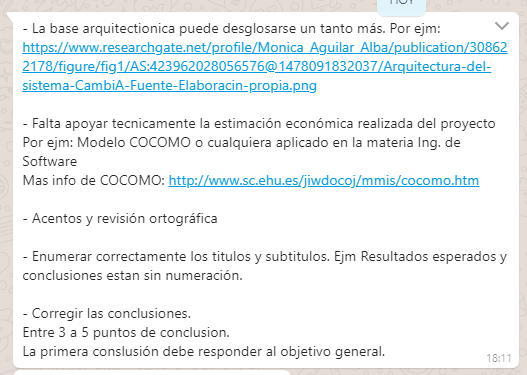 HOY
- La base arquitectionica puede desglosarse un tanto más. Por ejm:
https://www.researchgate.net/profile/Monica_Aguilar_Alba/publication/30862
2178/figure/fig1/AS:423962028056576@1478091832037/Arquitectura-del-
sistema-CambiA-Fuente-Elaboracin-propia.png
- Falta apoyar tecnicamente la estimación económica realizada del proyecto
Por ejm: Modelo COCOMO o cualquiera aplicado en la materia Ing. de
Software
Mas info de COCOMO: http://www.sc.ehu.es/jiwdocoj/mmis/cocomo.htm
- Acentos y revisión ortográfica
- Enumerar correctamente los titulos y subtitulos. Ejm Resultados esperados y
conclusiones estan sin numeración.
- Corregir las conclusiones.
Entre 3 a 5 puntos de conclusion.
La primera conslusión debe responder al objetivo general.
18:11